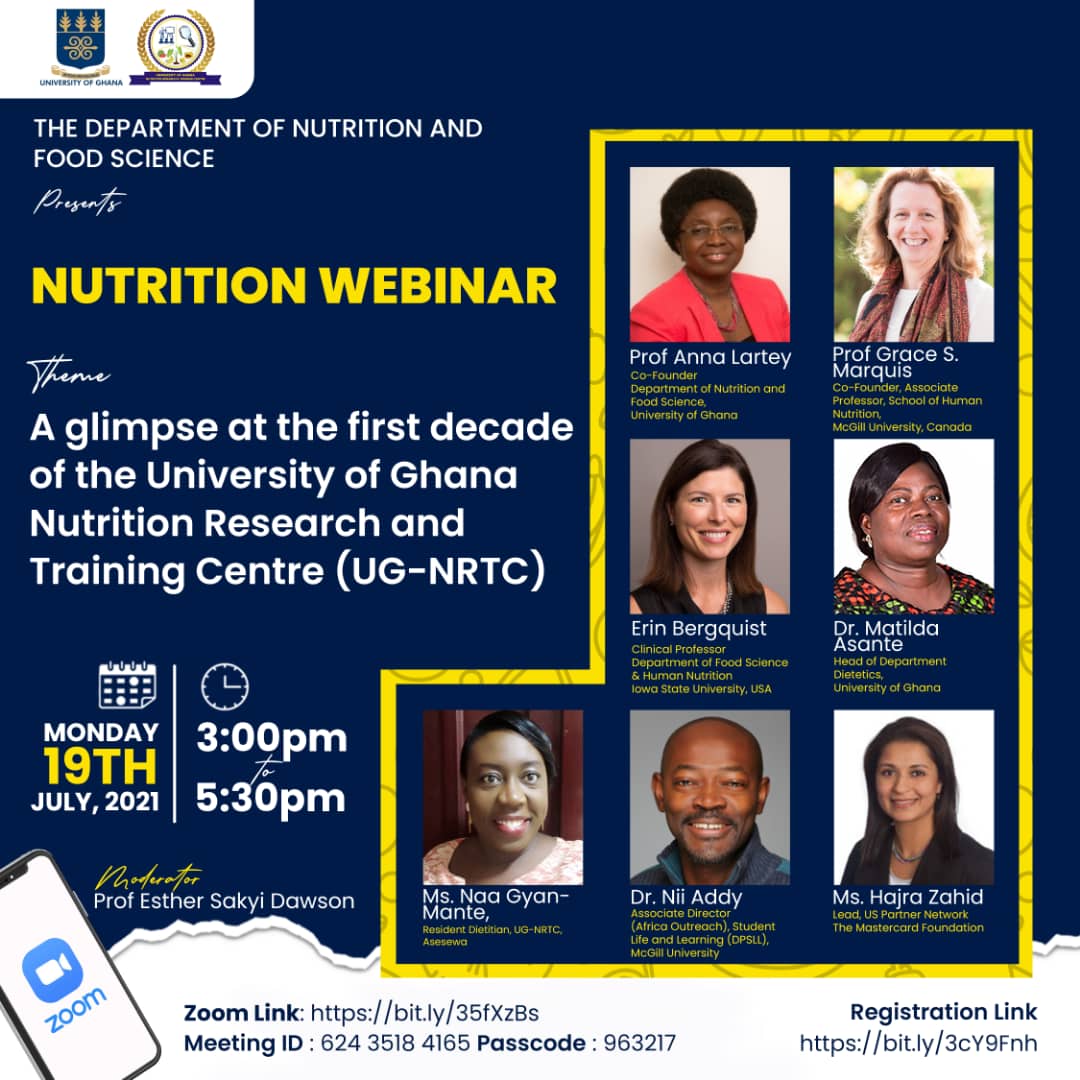 UNIVERSITY OF GHANA
THE DEPARTMENT OF NUTRITION AND
FOOD SCIENCE
Presents
NUTRITION WEBINAR
Theme
A glimpse at the first decade
of the University of Ghana
Nutrition Research and
Training Centre (UG-NRTC)
MONDAY
19TH
JULY, 2021
3:00pm
to
5:30pm
Moderator
Prof Esther Sakyi Dawson
Prof Anna Lartey
Co-Founder
Department of Nutrition and
Food Science,
University of Ghana
Prof Grace S.
Marquis
Co-Founder, Associate
Professor, School of Human
Nutrition,
McGill University, Canada
Erin Bergquist
Clinical Professor
Department of Food Science
& Human Nutrition
Iowa State University, USA
Dr. Matilda
Asante
Head of Department
Dietetics,
University of Ghana
Ms. Naa Gyan-
Mante,
Resident Dietitian, UG-NRTC,
Asesewa
Dr. Nii Addy
Associate Director
(Africa Outreach), Student
Life and Learning (DPSLL),
McGill University
Ms. Hajra Zahid
Lead, US Partner Network
The Mastercard Foundation
zoom
Zoom Link: https://bit.ly/35fXzBs
Meeting ID : 624 3518 4165 Passcode : 963217
Registration Link
https://bit.ly/3cY9Fnh